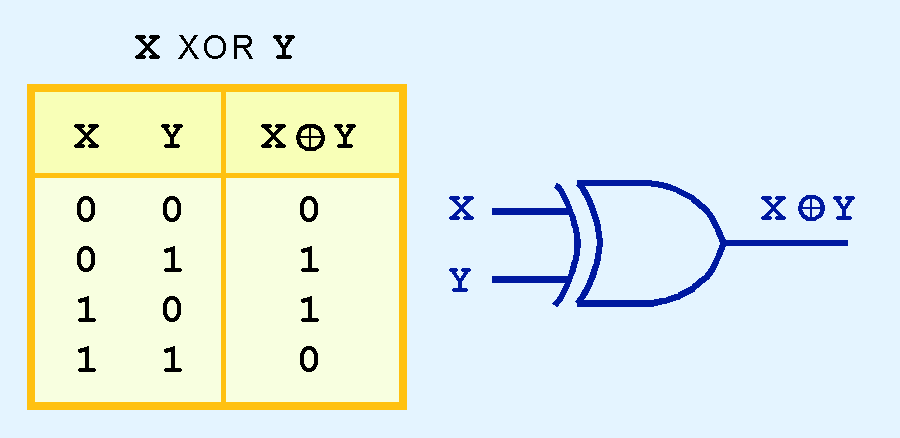 X XOR Y
X Y X⊕Y
0 0 0
0 1 1
1 0 1
1 1 0
X
Y
X⊕Y